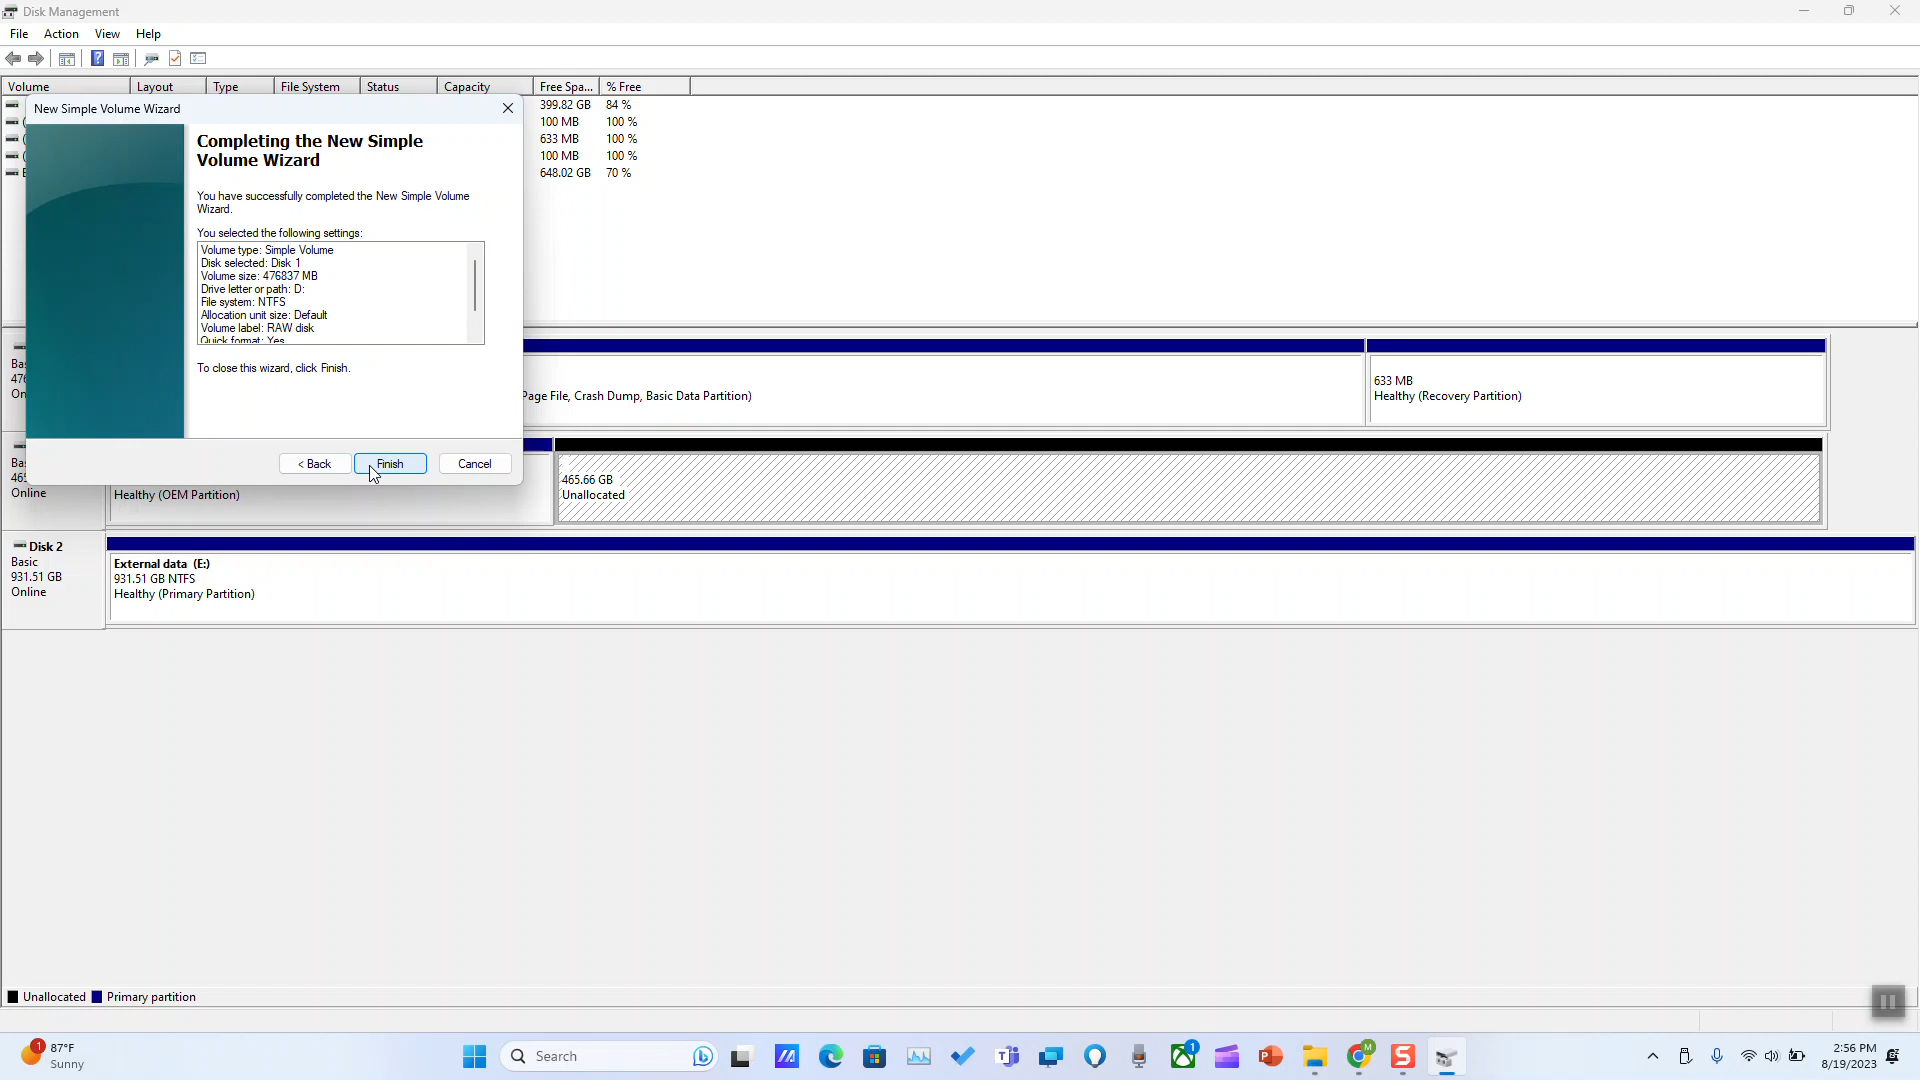 Disk Management
File Action View Help
Volume Layout Type File System Status Capacity Free Spa... % Free
399.82 GB 84 %
100 MB 100 %
633 MB 100 %
100 MB 100 %
648.02 GB 70 %
New Simple Volume Wizard
Completing the New Simple
Volume Wizard
You have successfully completed the New Simple Volume
Wizard.
You selected the following settings:
Volume type: Simple Volume
Disk selected: Disk 1
Volume size: 476837 MB
Drive letter or path: D:
File system: NTFS
Allocation unit size: Default
Volume label: RAW disk
Quick format: Yes
To close this wizard, click Finish.
< Back Finish Cancel
Page File, Crash Dump, Basic Data Partition)
633 MB
Healthy (Recovery Partition)
Online
Healthy (OEM Partition)
465.66 GB
Unallocated
Disk 2
Basic
931.51 GB
Online
External data (E:)
931.51 GB NTFS
Healthy (Primary Partition)
Unallocated Primary partition
1
87°F
Sunny
Search
1
M
2:56 PM
8/19/2023